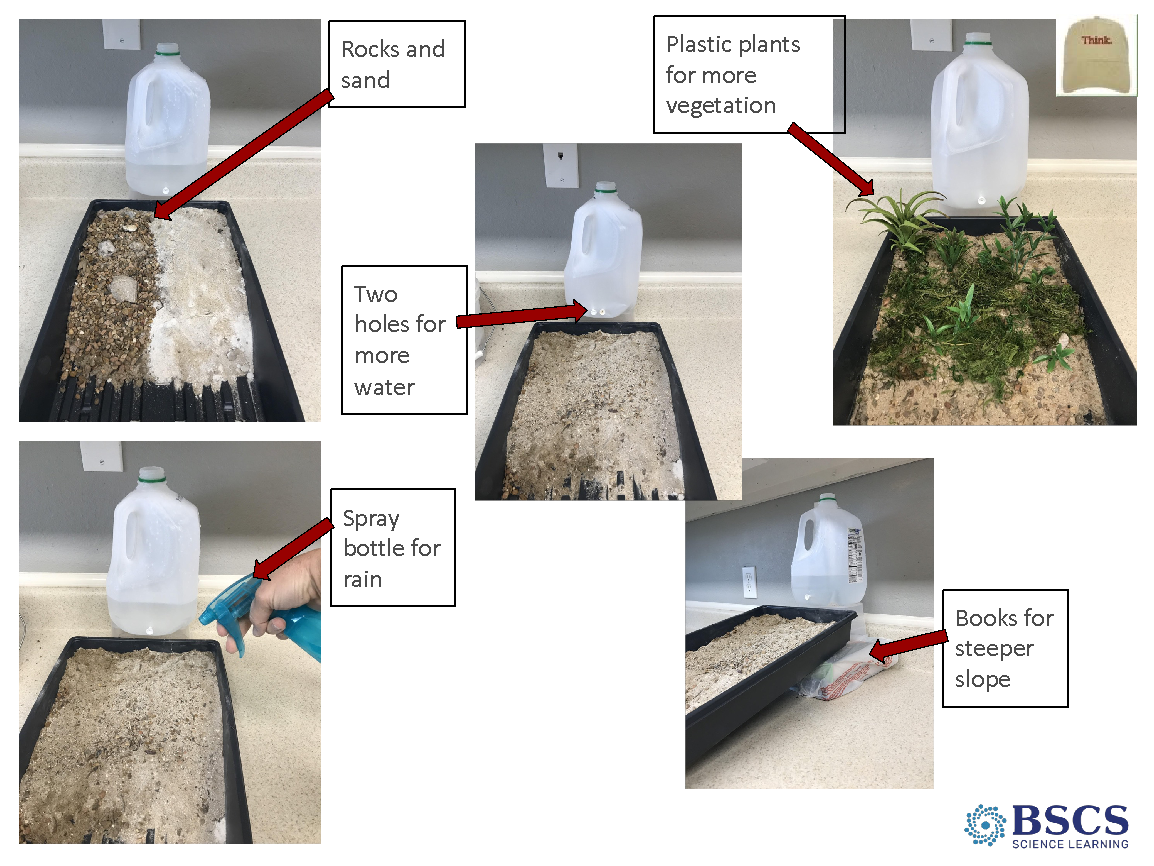 Rocks and
sand
Plastic plants
for more
vegetation
Think.
Two
holes for
more
water
Spray
bottle for
rain
Books for
steeper
slope
BSCS
SCIENCE LEARNING